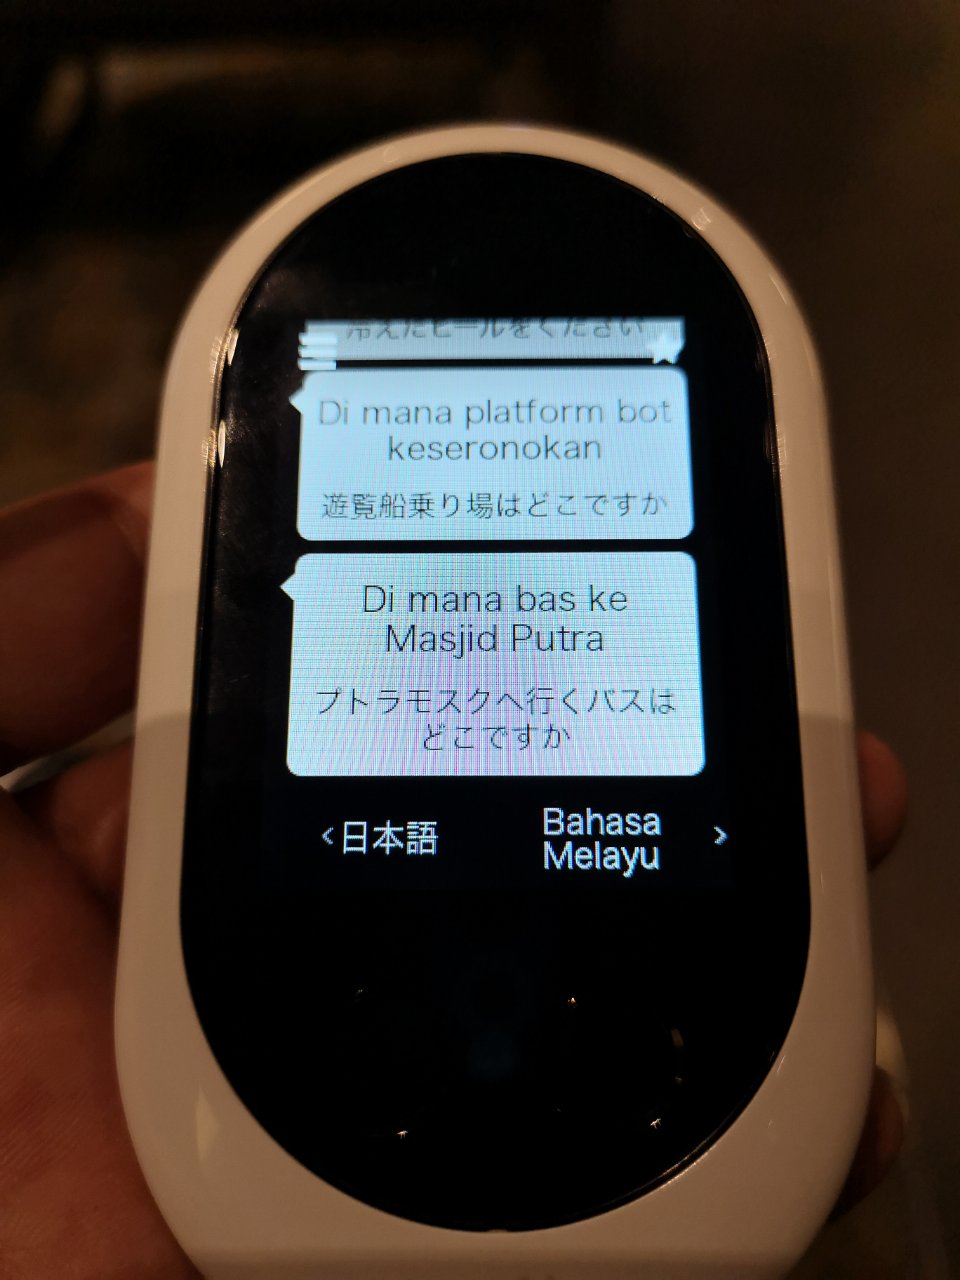 冷えたビールをください
Di mana platform bot
keseronokan
遊覧船乗り場はどこですか
Di mana bas ke
Masjid Putra
プトラモスクへ行くバスは
どこですか
<日本語
Bahasa
Melayu >